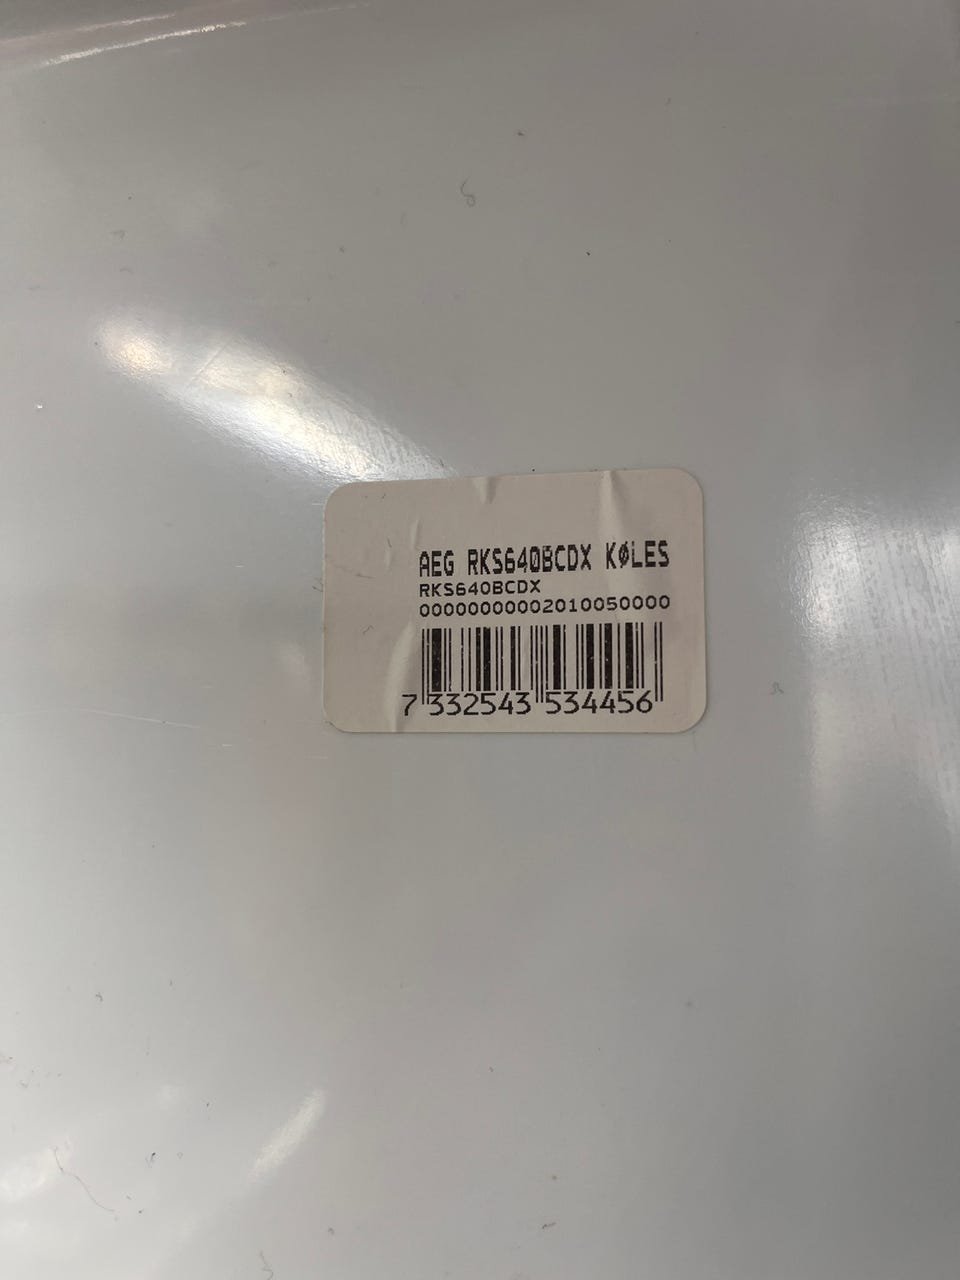 AEG RKS640BCDX KØLES
RKS640BCDX
00000000002010050000
7 332543 534456